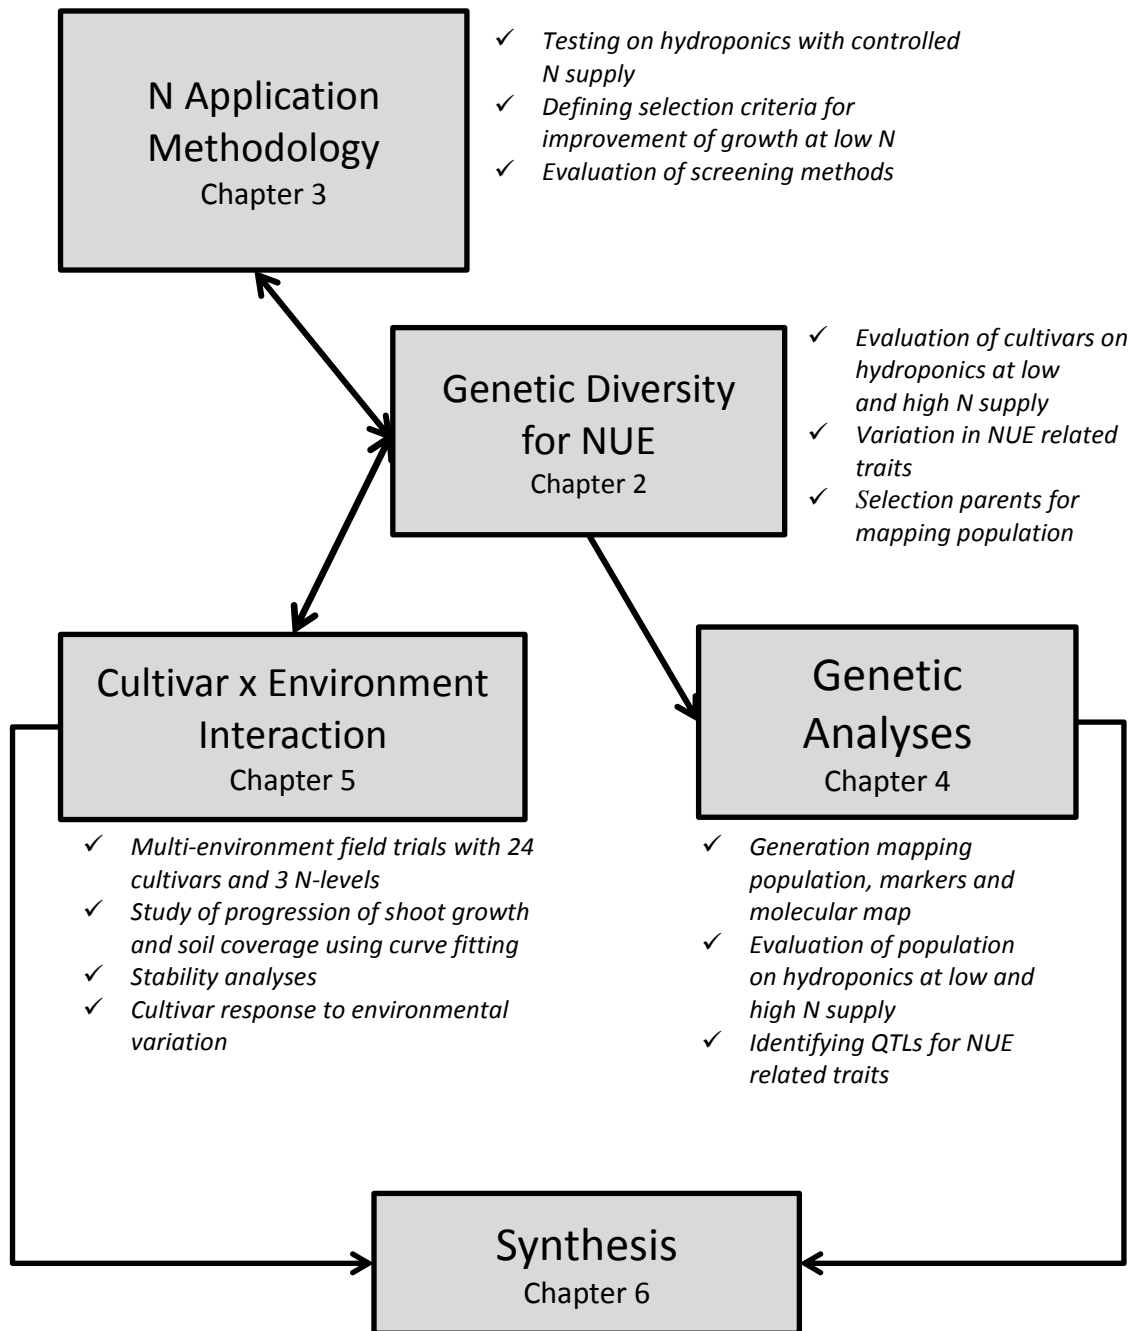 N Application
Methodology
Chapter 3
✓ Testing on hydroponics with controlled
N supply
✓ Defining selection criteria for
improvement of growth at low N
✓ Evaluation of screening methods
Genetic Diversity
for NUE
Chapter 2
✓ Evaluation of cultivars on
hydroponics at low
and high N supply
✓ Variation in NUE related
traits
✓ Selection parents for
mapping population
Cultivar x Environment
Interaction
Chapter 5
✓ Multi-environment field trials with 24
cultivars and 3 N-levels
✓ Study of progression of shoot growth
and soil coverage using curve fitting
✓ Stability analyses
✓ Cultivar response to environmental
variation
Genetic
Analyses
Chapter 4
✓ Generation mapping
population, markers and
molecular map
✓ Evaluation of population
on hydroponics at low and
high N supply
✓ Identifying QTLs for NUE
related traits
Synthesis
Chapter 6